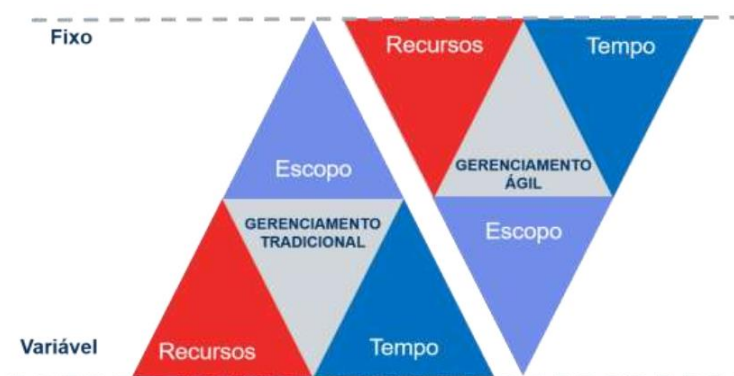 Fixo
Recursos
Tempo
Escopo
GERENCIAMENTO
ÁGIL
GERENCIAMENTO
TRADICIONAL
Escopo
Variável
Recursos
Tempo